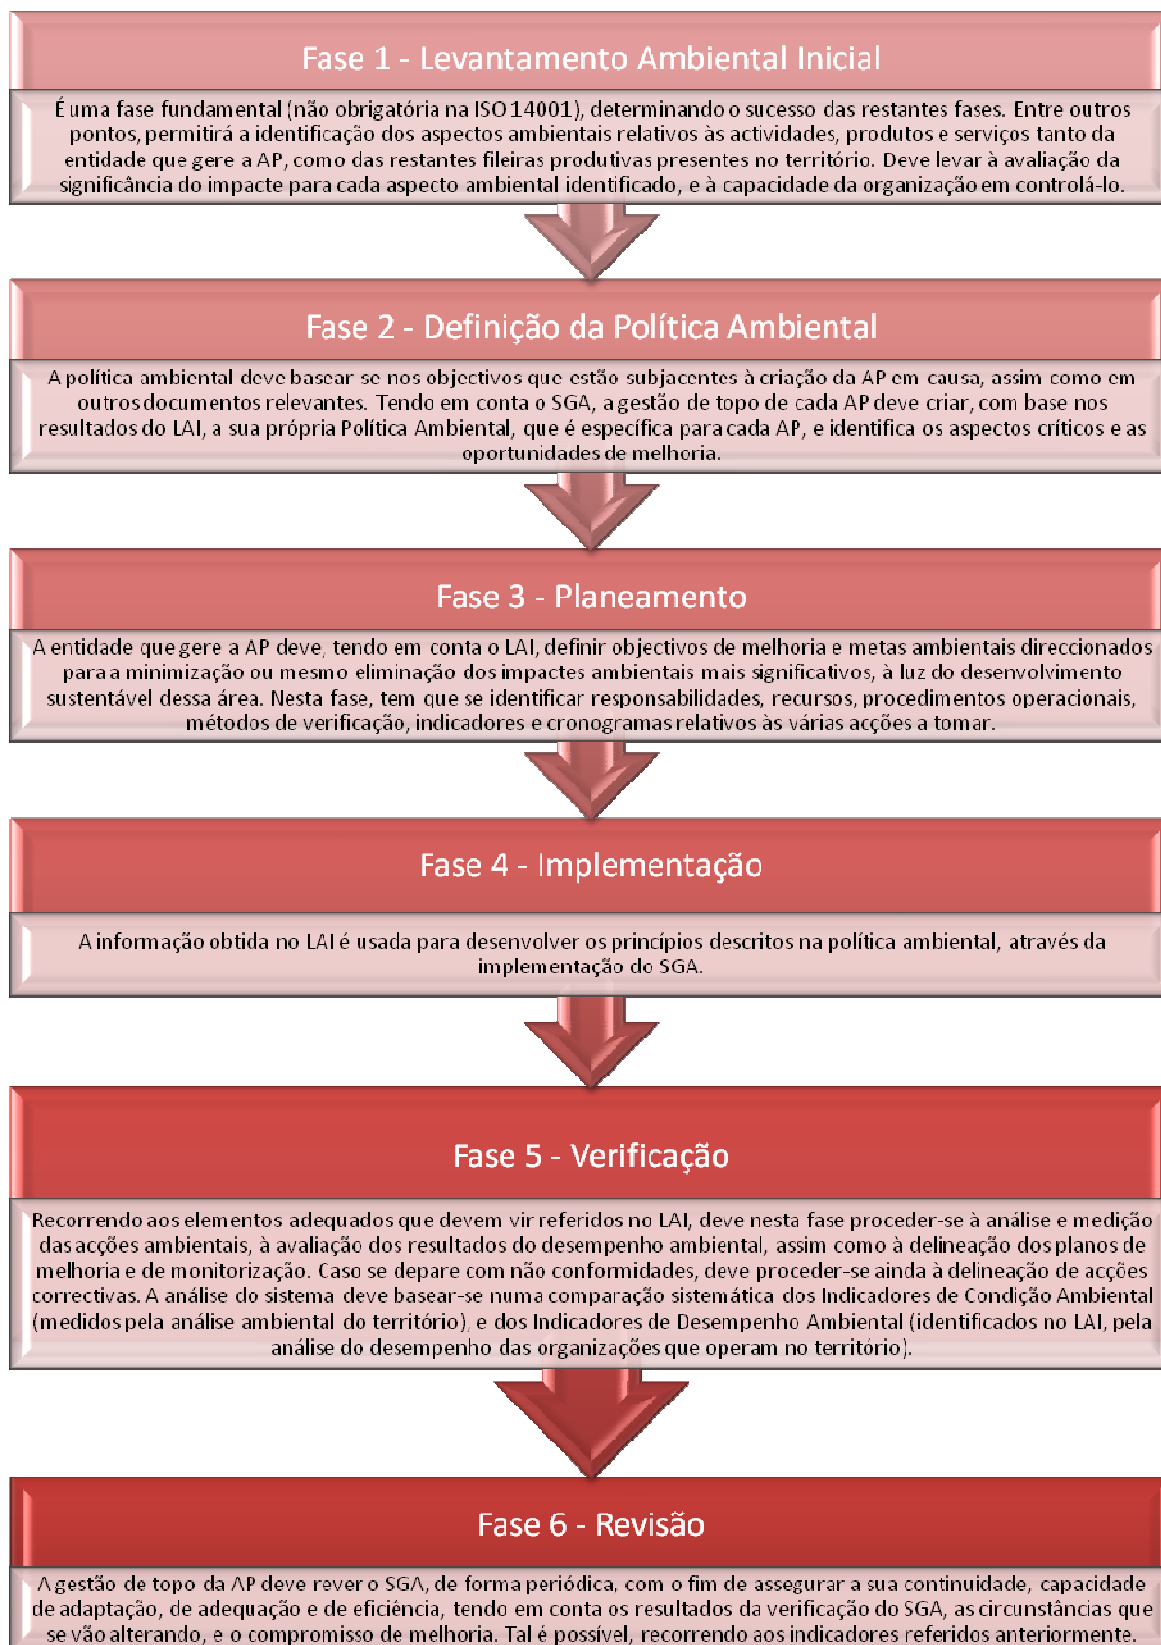 Fase 1 - Levantamento Ambiental Inicial
É uma fase fundamental (não obrigatória na ISO 14001), determinando o sucesso das restantes fases. Entre outros
pontos, permitirá a identificação dos aspectos ambientais relativos às actividades, produtos e serviços tanto da
entidade que gere a AP, como das restantes fileiras produtivas presentes no território. Deve levar à avaliação da
significância do impacte para cada aspecto ambiental identificado, e à capacidade da organização em controlá-lo.
Fase 2 - Definição da Política Ambiental
A política ambiental deve basear se nos objectivos que estão subjacentes à criação da AP em causa, assim como em
outros documentos relevantes. Tendo em conta o SGA, a gestão de topo de cada AP deve criar, com base nos
resultados do LAI, a sua própria Política Ambiental, que é específica para cada AP, e identifica os aspectos críticos e as
oportunidades de melhoria.
Fase 3 - Planeamento
A entidade que gere a AP deve, tendo em conta o LAI, definir objectivos de melhoria e metas ambientais direccionados
para a minimização ou mesmo eliminação dos impactes ambientais mais significativos, à luz do desenvolvimento
sustentável dessa área. Nesta fase, tem que se identificar responsabilidades, recursos, procedimentos operacionais,
métodos de verificação, indicadores e cronogramas relativos às várias acções a tomar.
Fase 4 - Implementação
A informação obtida no LAI é usada para desenvolver os princípios descritos na política ambiental, através da
implementação do SGA.
Fase 5 - Verificação
Recorrendo aos elementos adequados que devem vir referidos no LAI, deve nesta fase proceder-se à análise e medição
das acções ambientais, à avaliação dos resultados do desempenho ambiental, assim como à delineação dos planos de
melhoria e de monitorização. Caso se depare com não conformidades, deve proceder-se ainda à delineação de acções
correctivas. A análise do sistema deve basear-se numa comparação sistemática dos Indicadores de Condição Ambiental
(medidos pela análise ambiental do território), e dos Indicadores de Desempenho Ambiental (identificados no LAI, pela
análise do desempenho das organizações que operam no território).
Fase 6 - Revisão
A gestão de topo da AP deve rever o SGA, de forma periódica, com o fim de assegurar a sua continuidade, capacidade
de adaptação, de adequação e de eficiência, tendo em conta os resultados da verificação do SGA, as circunstâncias que
se vão alterando, e o compromisso de melhoria. Tal é possível, recorrendo aos indicadores referidos anteriormente.